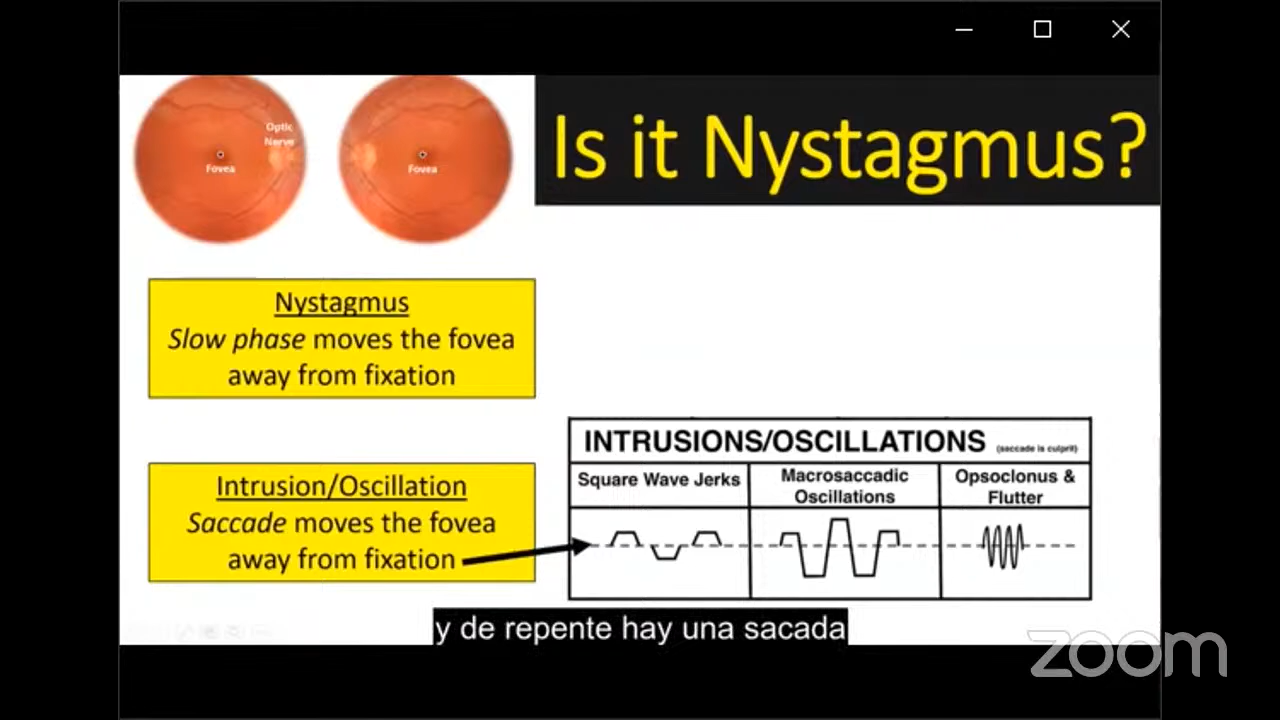 Optic
Nerve
Fovea
Fovea
Is it Nystagmus?
Nystagmus
Slow phase moves the fovea
away from fixation
Intrusion/Oscillation
Saccade moves the fovea
away from fixation
INTRUSIONS/OSCILLATIONS (saccade is culprit)
Square Wave Jerks
Macrosaccadic
Oscillations
Opsoclonus &
Flutter
y de repente hay una sacada
zoom